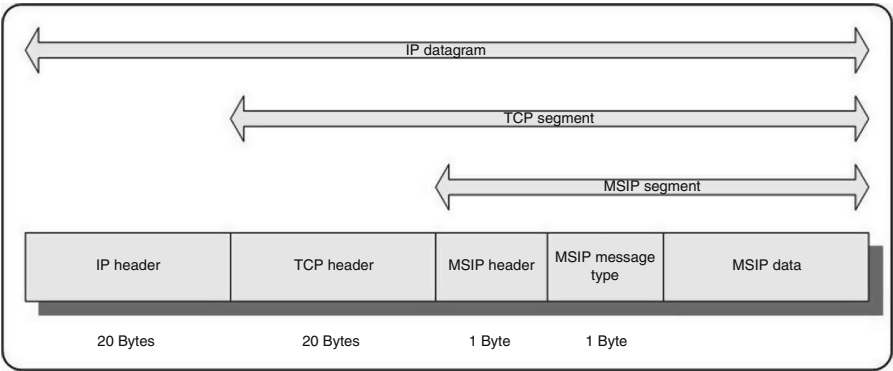 IP datagram
TCP segment
MSIP segment
IP header
TCP header
MSIP header
MSIP message
type
MSIP data
20 Bytes
20 Bytes
1 Byte
1 Byte